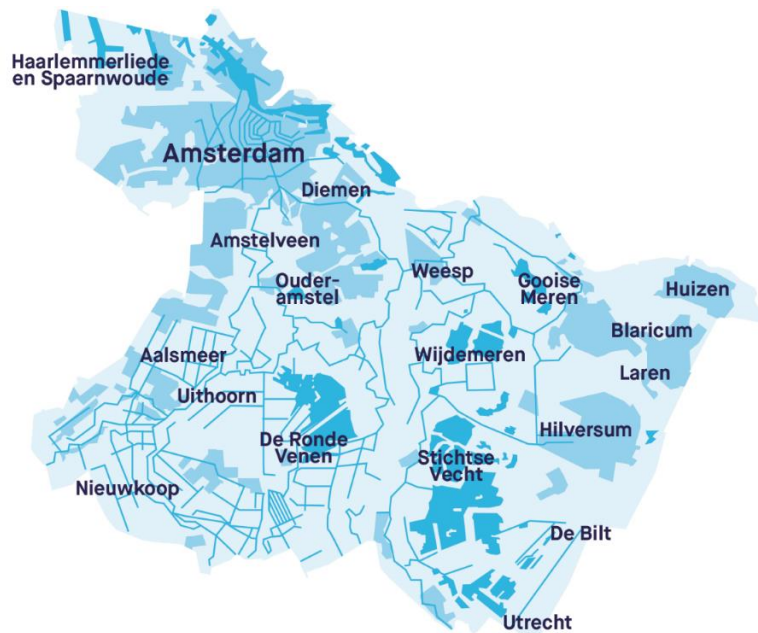 Haarlemmerliede
en Spaarnwoude
Amsterdam
Diemen
Amstelveen
Ouder-
amstel
Weesp
Gooise
Meren
Huizen
Blaricum
Laren
Aalsmeer
Wijdemeren
Uithoorn
De Ronde
Venen
Hilversum
Stichtse
Vecht
Nieuwkoop
De Bilt
Utrecht